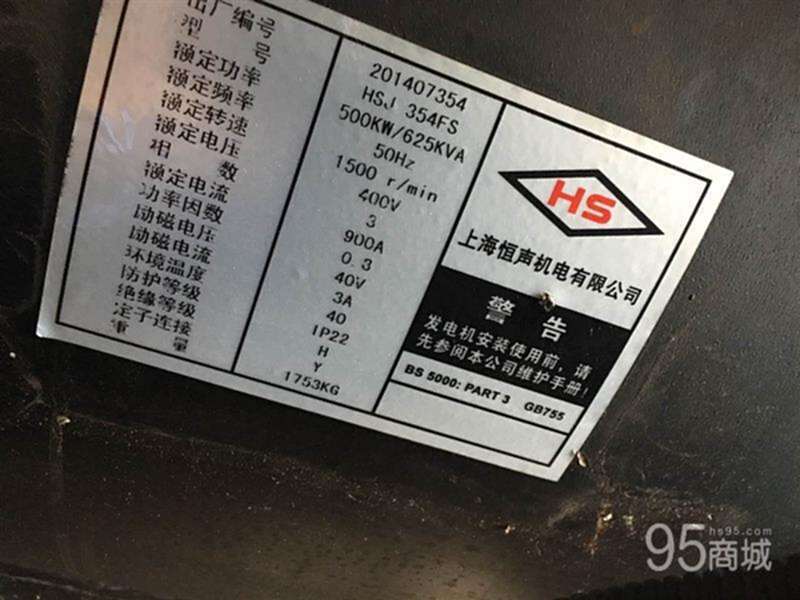 出厂编号 201407354
型号 HSJ 354FS
额定功率 500KW/625KVA
额定频率 50Hz
额定转速 1500 r/min
额定电压 400V
相数 3
额定电流 900A
功率因数 0.3
励磁电压 40V
励磁电流 3A
环境温度 40
防护等级 IP22
绝缘等级 H
定子连接 Y
重量 1753KG
HS
上海恒声机电有限公司
警告
发电机安装使用前,请
先参阅本公司维护手册!
BS 5000: PART 3 GB755
hs95.com
95商城